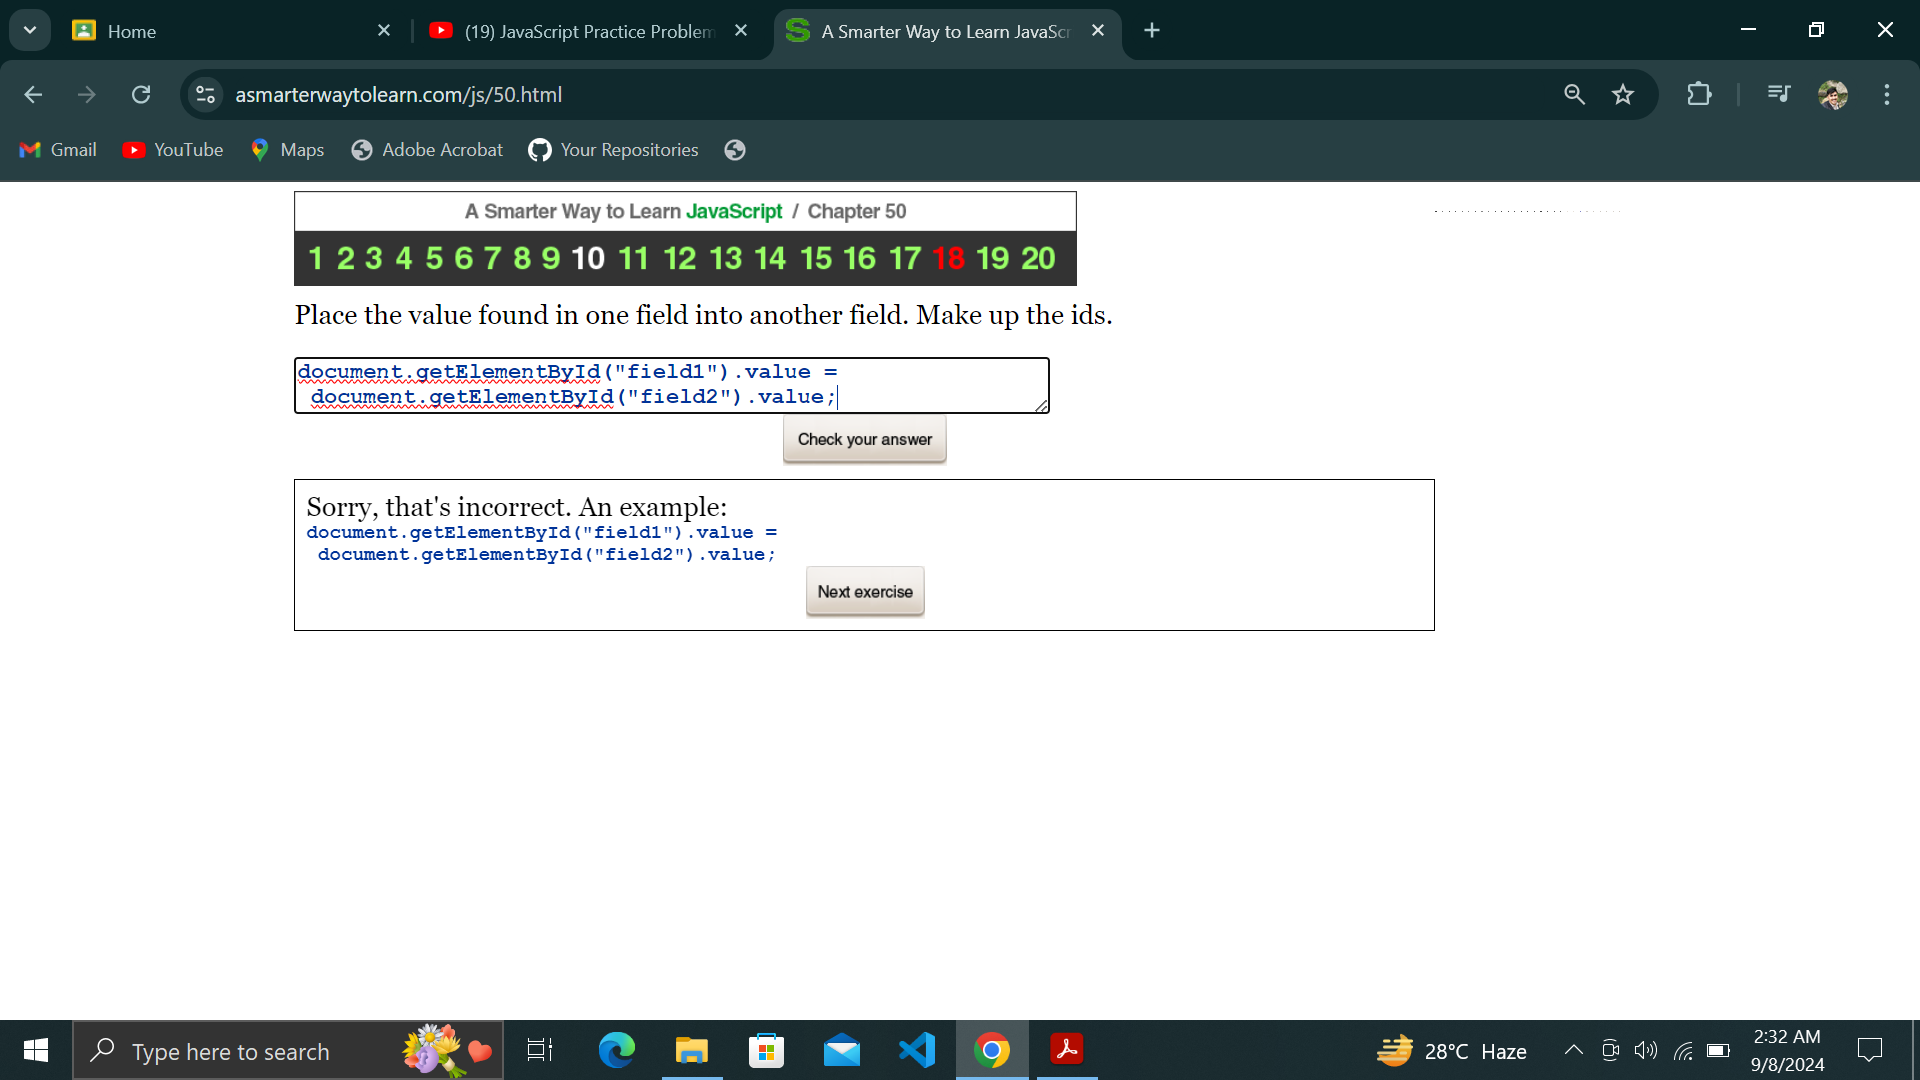 Home
(19) JavaScript Practice Problem
A Smarter Way to Learn JavaScr
asmarterwaytolearn.com/js/50.html
Gmail YouTube Maps Adobe Acrobat Your Repositories
A Smarter Way to Learn JavaScript / Chapter 50
1 2 3 4 5 6 7 8 9 10 11 12 13 14 15 16 17 18 19 20
Place the value found in one field into another field. Make up the ids.
document.getElementById("field1").value =
document.getElementById("field2").value;
Check your answer
Sorry, that's incorrect. An example:
document.getElementById("field1").value =
document.getElementById("field2").value;
Next exercise
Type here to search
28°C Haze
2:32 AM
9/8/2024